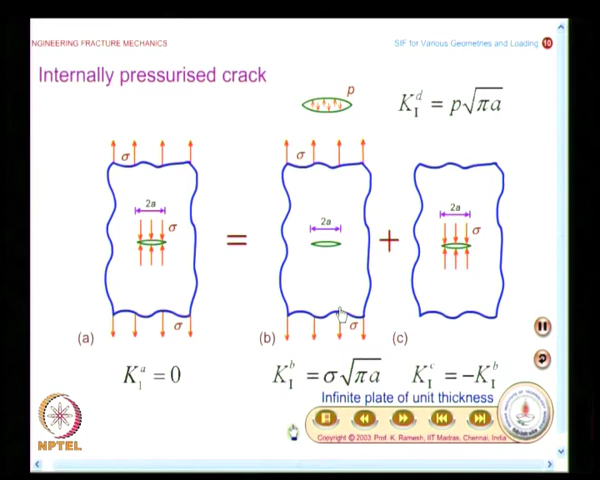 NGINEERING FRACTURE MECHANICS
SIF for Various Geometries and Loading 10
Internally pressurised crack
p
K_I^d = p√πa
σ
σ
2a
σ
2a
2a
σ
=
+
σ
σ
(a)
(b)
(c)
K_I^a = 0
K_I^b = σ√πa
K_I^c = −K_I^b
Infinite plate of unit thickness
NPTEL
Copyright © 2003 Prof. K. Ramesh, IIT Madras, Chennai, India